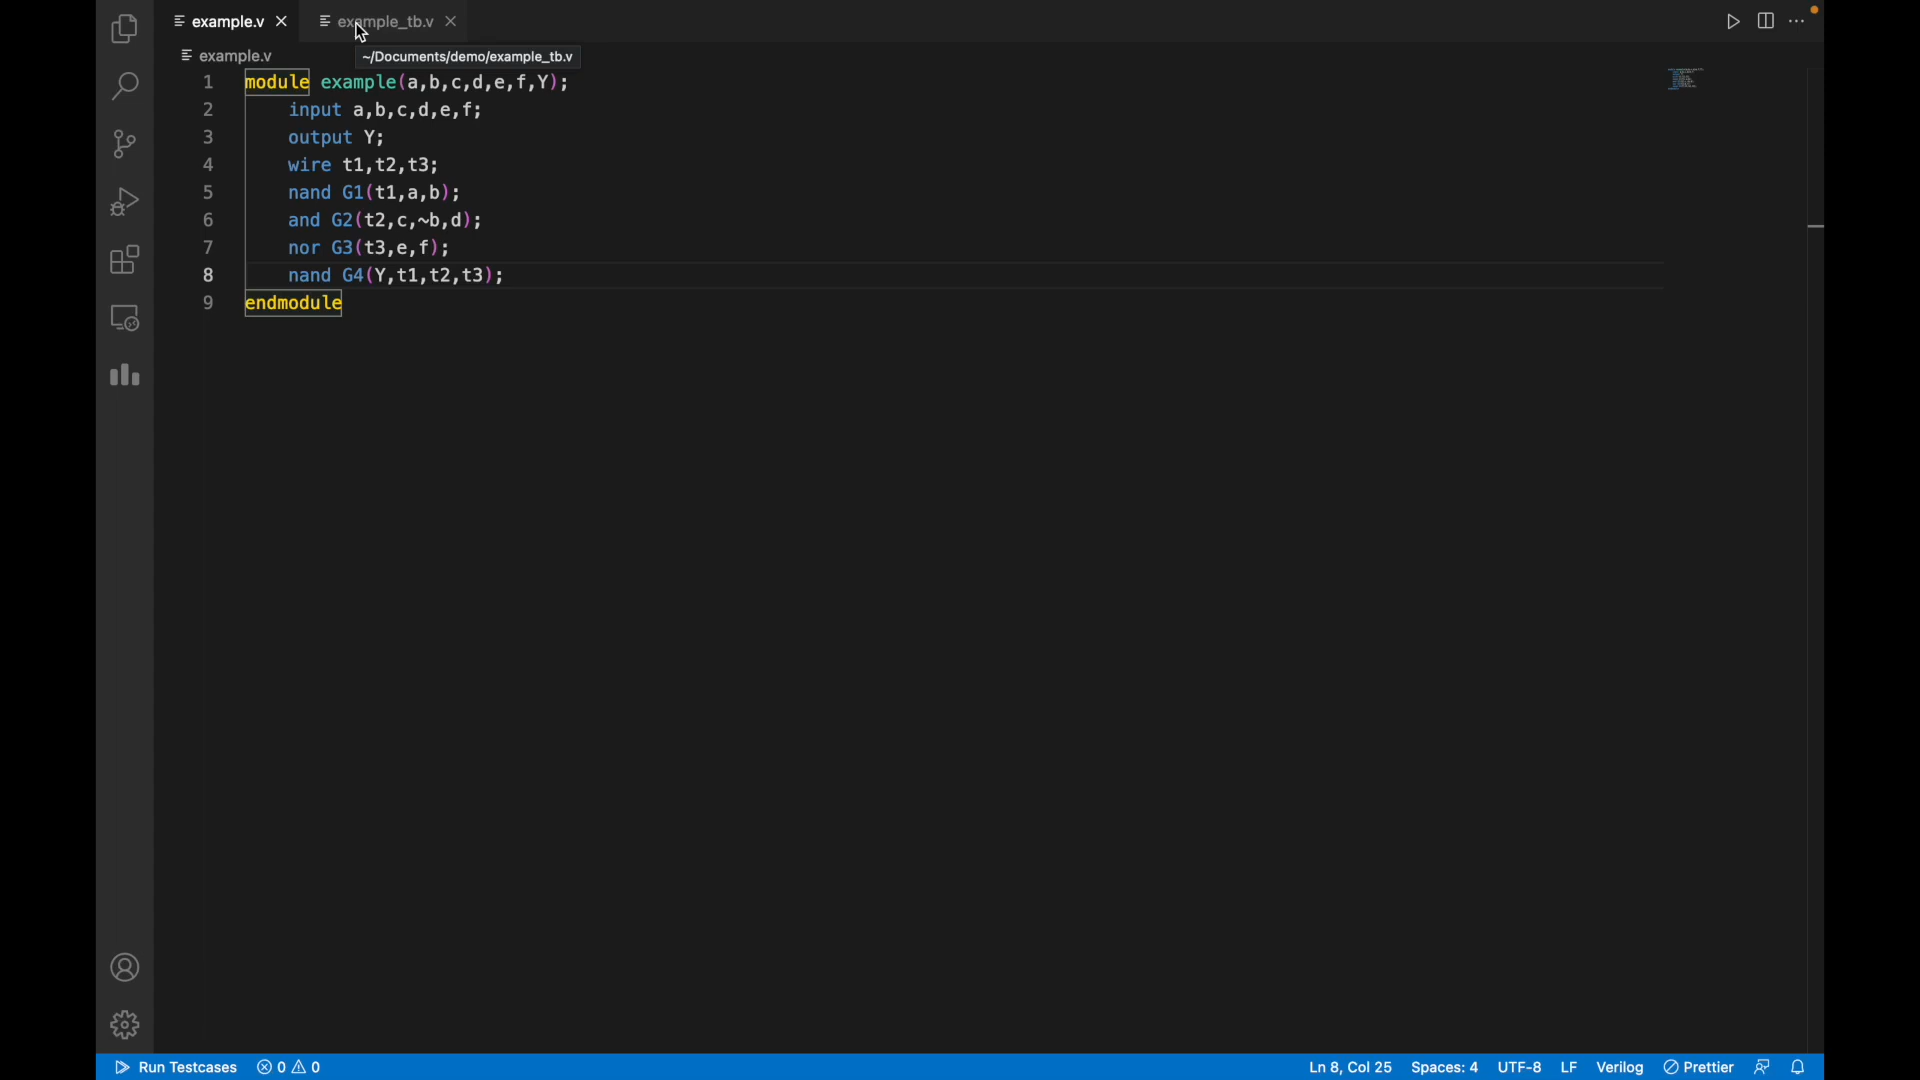 example.v
example_tb.v
example.v
~/Documents/demo/example_tb.v
1 module example(a,b,c,d,e,f,Y);
2 input a,b,c,d,e,f;
3 output Y;
4 wire t1,t2,t3;
5 nand G1(t1,a,b);
6 and G2(t2,c,~b,d);
7 nor G3(t3,e,f);
8 nand G4(Y,t1,t2,t3);
9 endmodule
Run Testcases 0 0 Ln 8, Col 25 Spaces: 4 UTF-8 LF Verilog Prettier